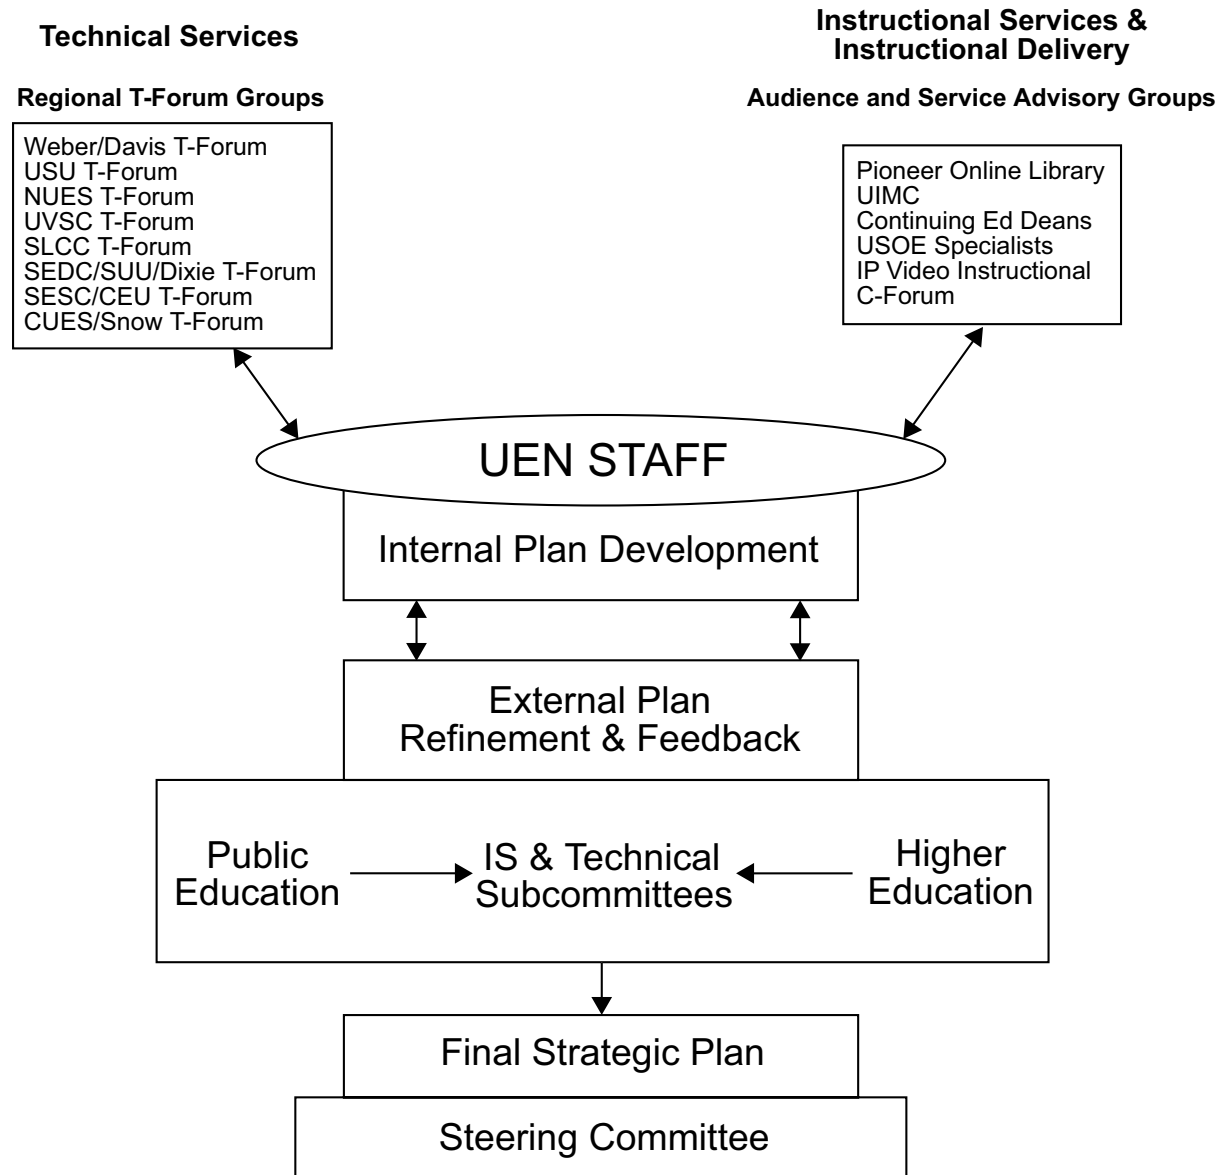 Technical Services
Regional T-Forum Groups
Weber/Davis T-Forum
USU T-Forum
NUES T-Forum
UVSC T-Forum
SLCC T-Forum
SEDC/SUU/Dixie T-Forum
SESC/CEU T-Forum
CUES/Snow T-Forum
Instructional Services &
Instructional Delivery
Audience and Service Advisory Groups
Pioneer Online Library
UIMC
Continuing Ed Deans
USOE Specialists
IP Video Instructional
C-Forum
UEN STAFF
Internal Plan Development
External Plan
Refinement & Feedback
Public
Education
IS & Technical
Subcommittees
Higher
Education
Final Strategic Plan
Steering Committee